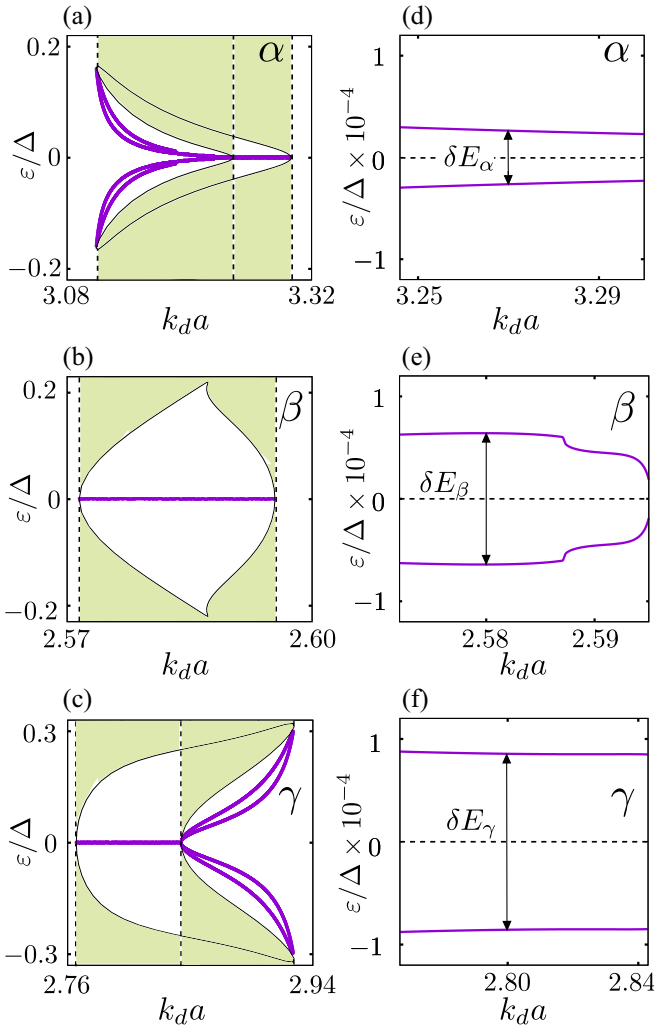 (a)
0.2
α
ε/Δ
0
−0.2
3.08
3.32
k_d a
(d)
1
α
ε/Δ × 10⁻⁴
0
δE_α
−1
3.25
3.29
k_d a
(b)
0.2
β
ε/Δ
0
−0.2
2.57
2.60
k_d a
(e)
1
β
ε/Δ × 10⁻⁴
0
δE_β
−1
2.58
2.59
k_d a
(c)
0.3
γ
ε/Δ
0
−0.3
2.76
2.94
k_d a
(f)
1
γ
ε/Δ × 10⁻⁴
0
δE_γ
−1
2.80
2.84
k_d a